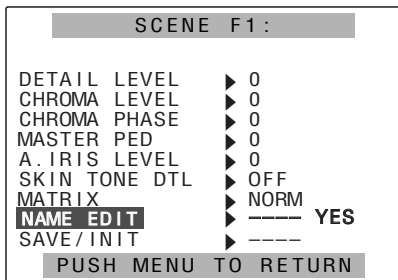 SCENE F1:
DETAIL LEVEL ▶ 0
CHROMA LEVEL ▶ 0
CHROMA PHASE ▶ 0
MASTER PED ▶ 0
A.IRIS LEVEL ▶ 0
SKIN TONE DTL ▶ OFF
MATRIX ▶ NORM
NAME EDIT ▶ ---- YES
SAVE/INIT ▶ ----
PUSH MENU TO RETURN